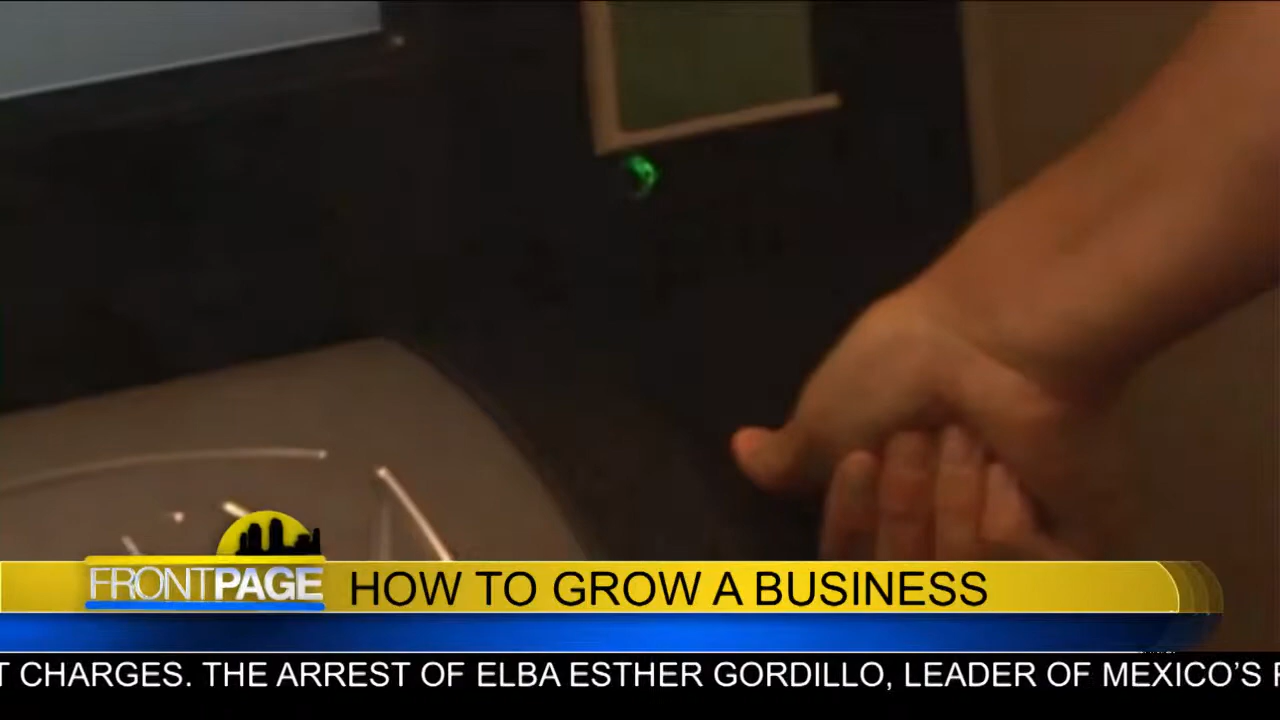 FRONTPAGE
HOW TO GROW A BUSINESS
T CHARGES. THE ARREST OF ELBA ESTHER GORDILLO, LEADER OF MEXICO'S